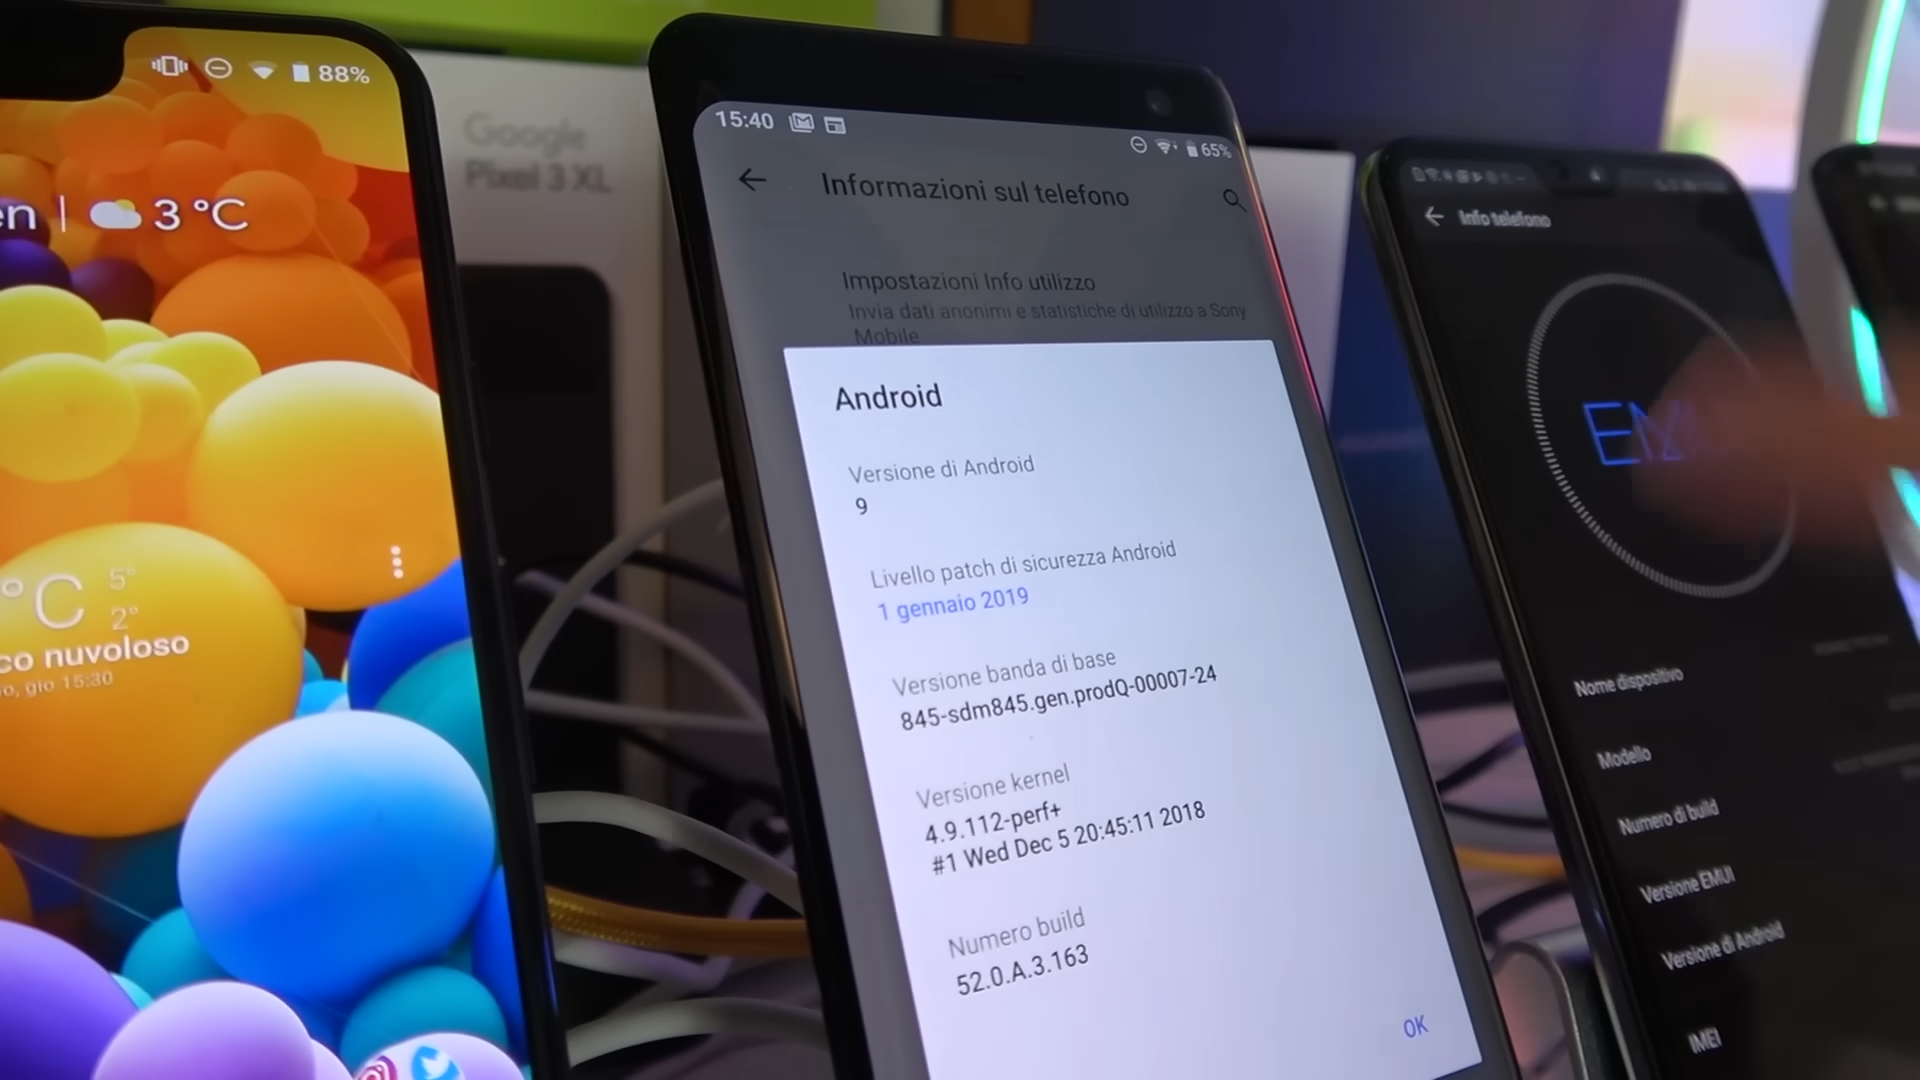 88%
en | 3 °C
°C 5°
2°
co nuvoloso
o, gio 15:30
Google
Pixel 3 XL
15:40
65%
Informazioni sul telefono
Impostazioni Info utilizzo
Invia dati anonimi e statistiche di utilizzo a Sony
Mobile
Android
Versione di Android
9
Livello patch di sicurezza Android
1 gennaio 2019
Versione banda di base
845-sdm845.gen.prodQ-00007-24
Versione kernel
4.9.112-perf+
#1 Wed Dec 5 20:45:11 2018
Numero build
52.0.A.3.163
OK
Info telefono
Nome dispositivo
Modello
Numero di build
Versione EMUI
Versione di Android
IMEI